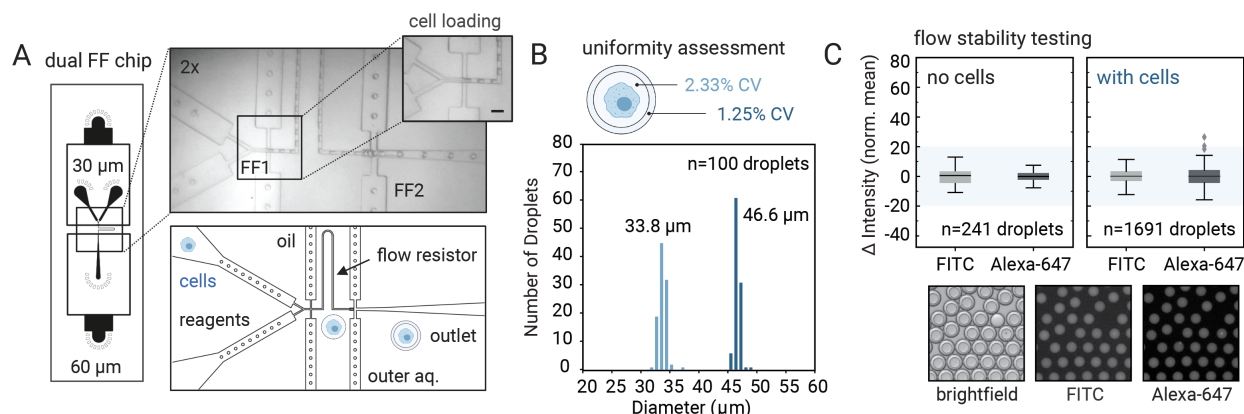 A
dual FF chip
30 µm
60 µm
cell loading
2x
FF1
FF2
oil
flow resistor
cells
reagents
outlet
outer aq.
B
uniformity assessment
2.33% CV
1.25% CV
n=100 droplets
33.8 µm
46.6 µm
Number of Droplets
80
70
60
50
40
30
20
10
0
20 25 30 35 40 45 50 55 60
Diameter (µm)
C
flow stability testing
no cells
with cells
Δ Intensity (norm. mean)
80
60
40
20
0
-20
-40
n=241 droplets
n=1691 droplets
FITC Alexa-647 FITC Alexa-647
brightfield FITC Alexa-647